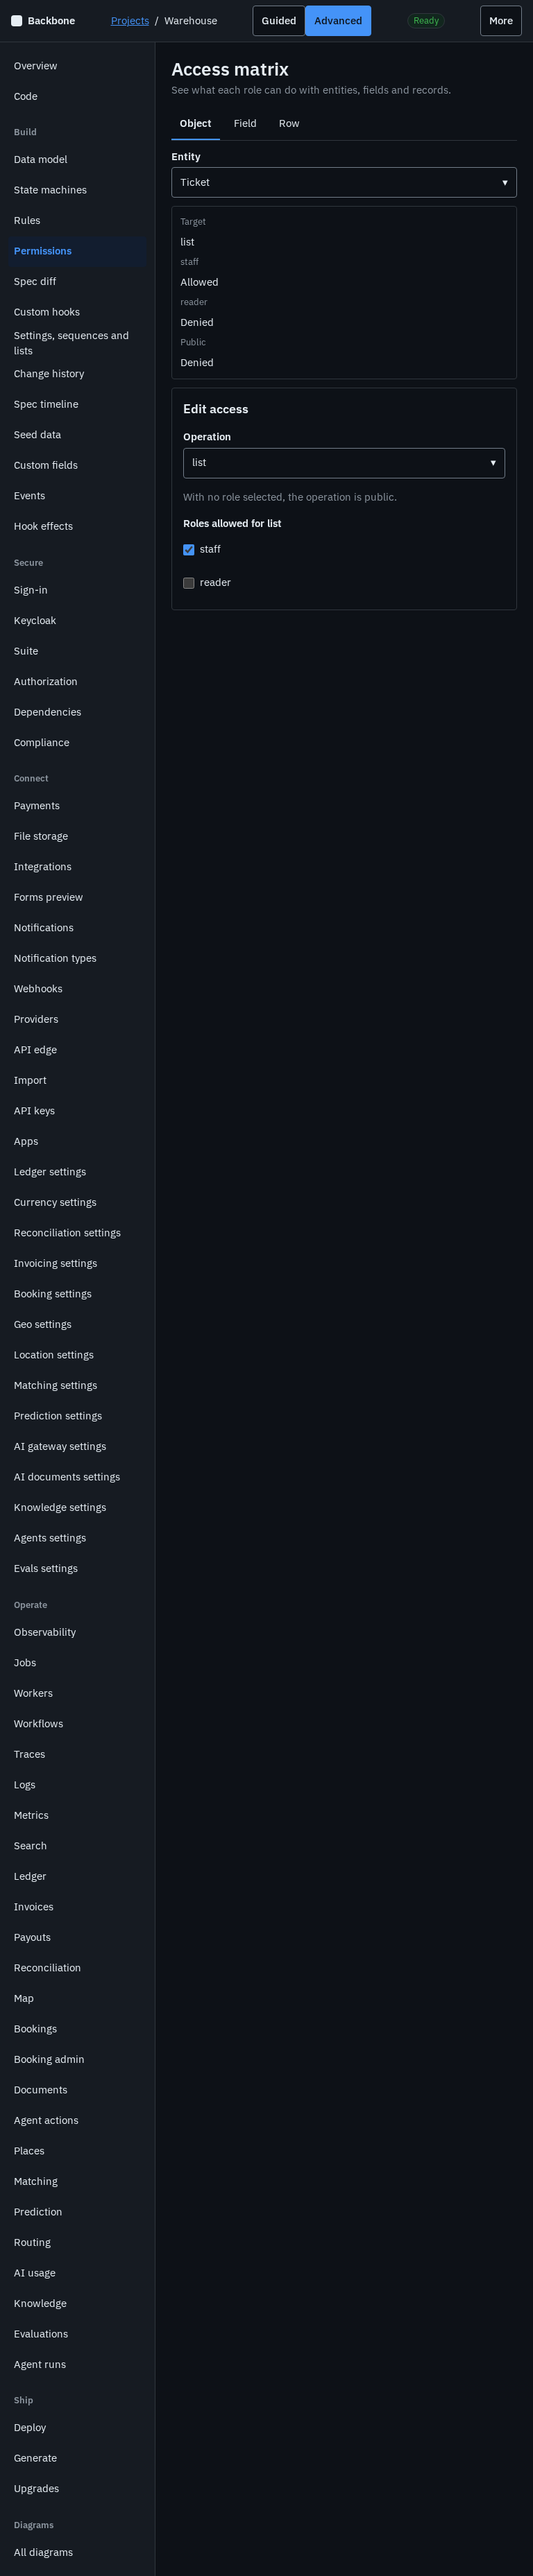 Backbone
Projects / Warehouse
Guided
Advanced
Ready
More
Overview
Code
Build
Data model
State machines
Rules
Permissions
Spec diff
Custom hooks
Settings, sequences and
lists
Change history
Spec timeline
Seed data
Custom fields
Events
Hook effects
Secure
Sign-in
Keycloak
Suite
Authorization
Dependencies
Compliance
Connect
Payments
File storage
Integrations
Forms preview
Notifications
Notification types
Webhooks
Providers
API edge
Import
API keys
Apps
Ledger settings
Currency settings
Reconciliation settings
Invoicing settings
Booking settings
Geo settings
Location settings
Matching settings
Prediction settings
AI gateway settings
AI documents settings
Knowledge settings
Agents settings
Evals settings
Operate
Observability
Jobs
Workers
Workflows
Traces
Logs
Metrics
Search
Ledger
Invoices
Payouts
Reconciliation
Map
Bookings
Booking admin
Documents
Agent actions
Places
Matching
Prediction
Routing
AI usage
Knowledge
Evaluations
Agent runs
Ship
Deploy
Generate
Upgrades
Diagrams
All diagrams
Access matrix
See what each role can do with entities, fields and records.
Object
Field
Row
Entity
Ticket
Target
list
staff
Allowed
reader
Denied
Public
Denied
Edit access
Operation
list
With no role selected, the operation is public.
Roles allowed for list
staff
reader